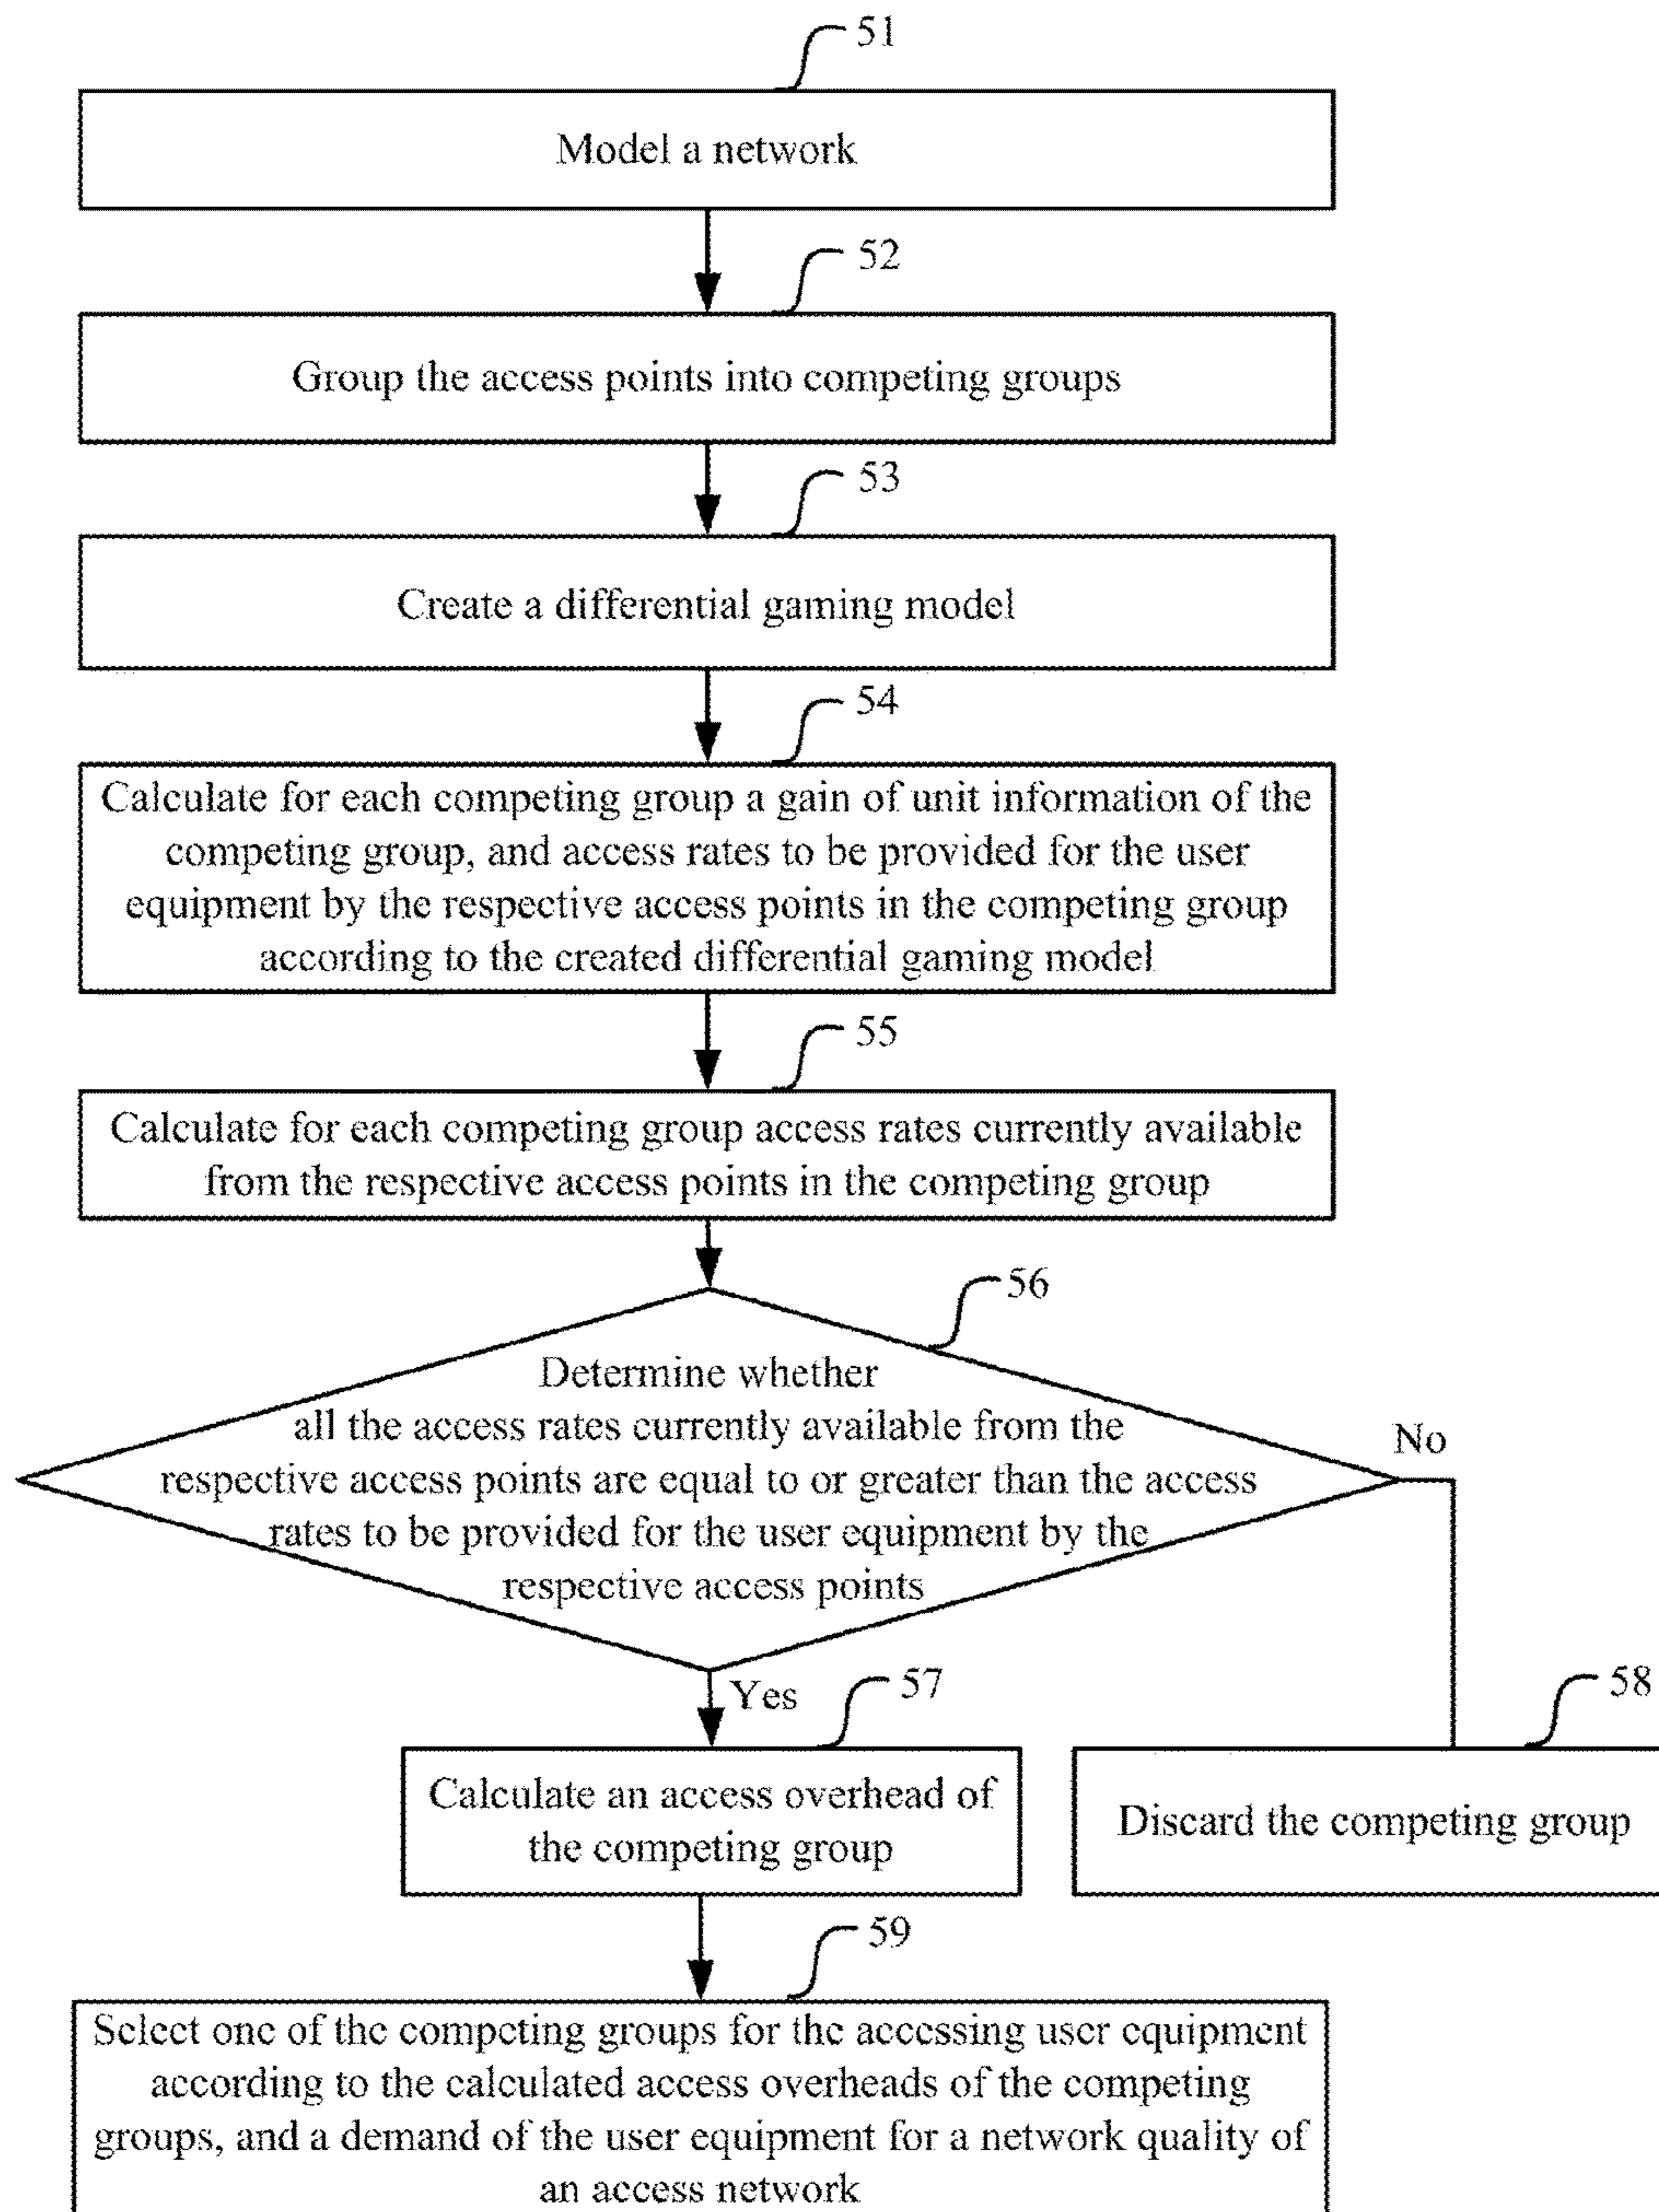 51
Model a network
52
Group the access points into competing groups
53
Create a differential gaming model
54
Calculate for each competing group a gain of unit information of the
competing group, and access rates to be provided for the user
equipment by the respective access points in the competing group
according to the created differential gaming model
55
Calculate for each competing group access rates currently available
from the respective access points in the competing group
56
Determine whether
all the access rates currently available from the
respective access points are equal to or greater than the access
rates to be provided for the user equipment by the
respective access points
No
Yes
57
58
Calculate an access overhead of
the competing group
Discard the competing group
59
Select one of the competing groups for the accessing user equipment
according to the calculated access overheads of the competing
groups, and a demand of the user equipment for a network quality of
an access network